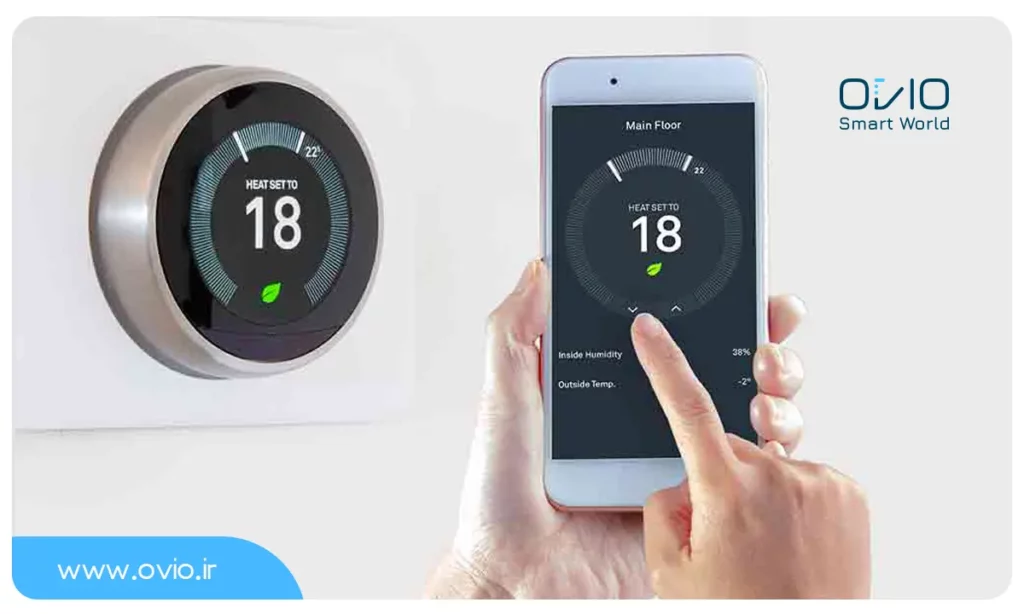 22°
HEAT SET TO
18
Main Floor
22
HEAT SET TO
18
Inside Humidity 38%
Outside Temp. -2°
OVIO
Smart World
www.ovio.ir